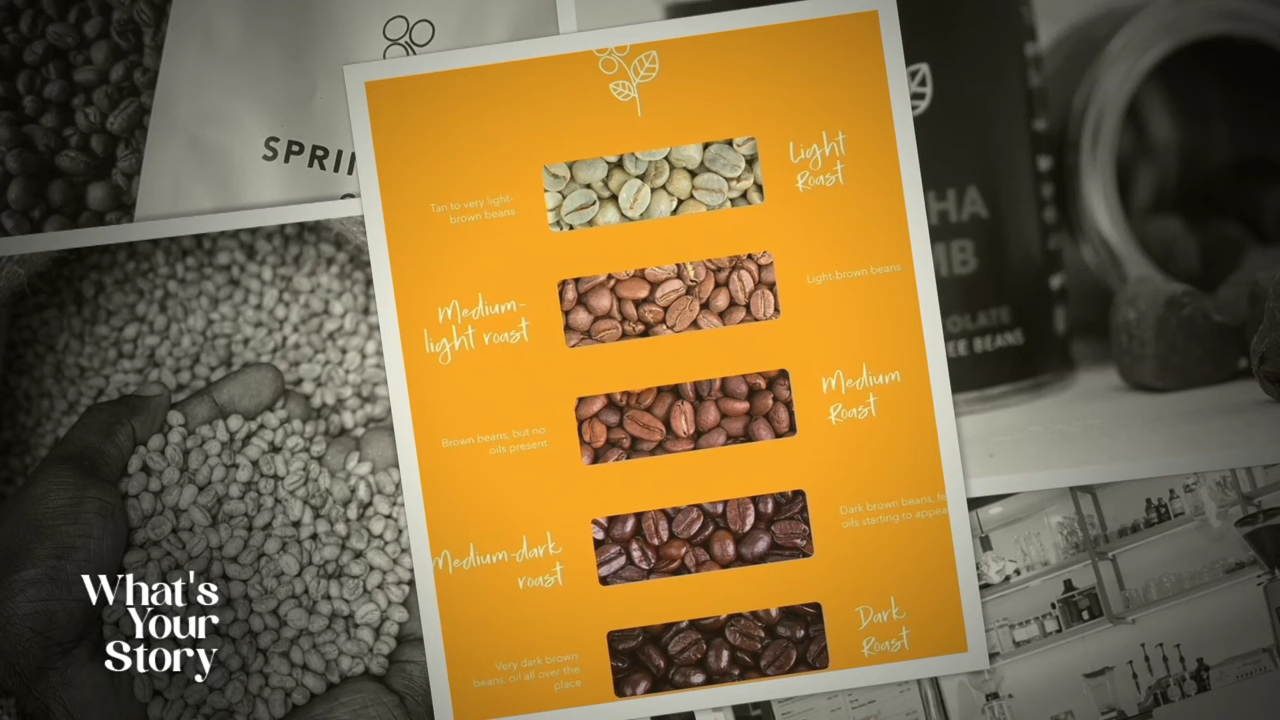 SPRI
Light
Roast
Tan to very light-
brown beans
Light-brown beans
Medium-
light roast
Medium
Roast
Brown beans, but no
oils present
Dark brown beans, fe
oils starting to appea
Medium-dark
roast
Dark
Roast
Very dark brown
beans, oil all over the
place
HA
MB
OLATE
EE BEANS
What's
Your
Story